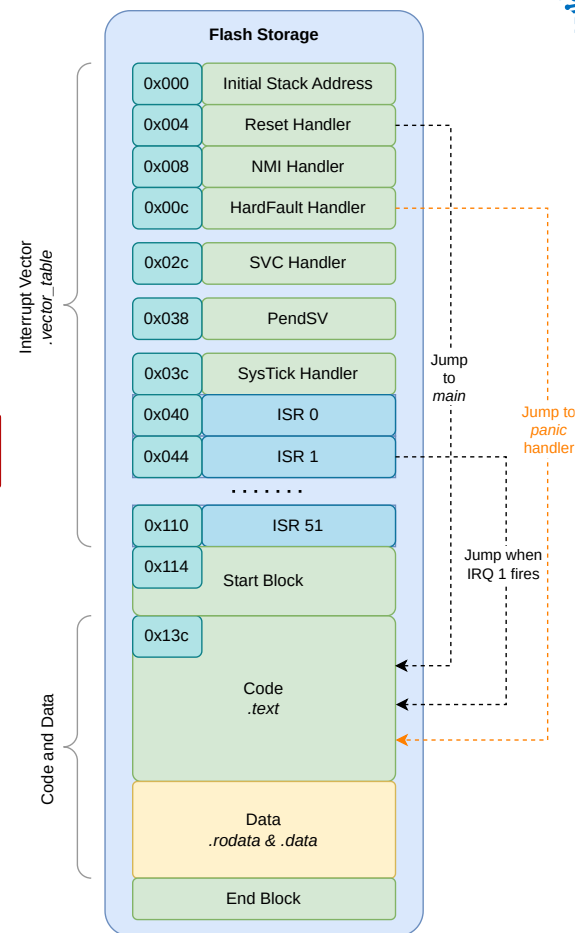 Flash Storage
0x000 Initial Stack Address
0x004 Reset Handler
0x008 NMI Handler
0x00c HardFault Handler
0x02c SVC Handler
0x038 PendSV
0x03c SysTick Handler
0x040 ISR 0
0x044 ISR 1
. . . . . . .
0x110 ISR 51
0x114 Start Block
0x13c
Code
.text
Data
.rodata & .data
End Block
Interrupt Vector
.vector_table
Code and Data
Jump
to
main
Jump to
panic
handler
Jump when
IRQ 1 fires